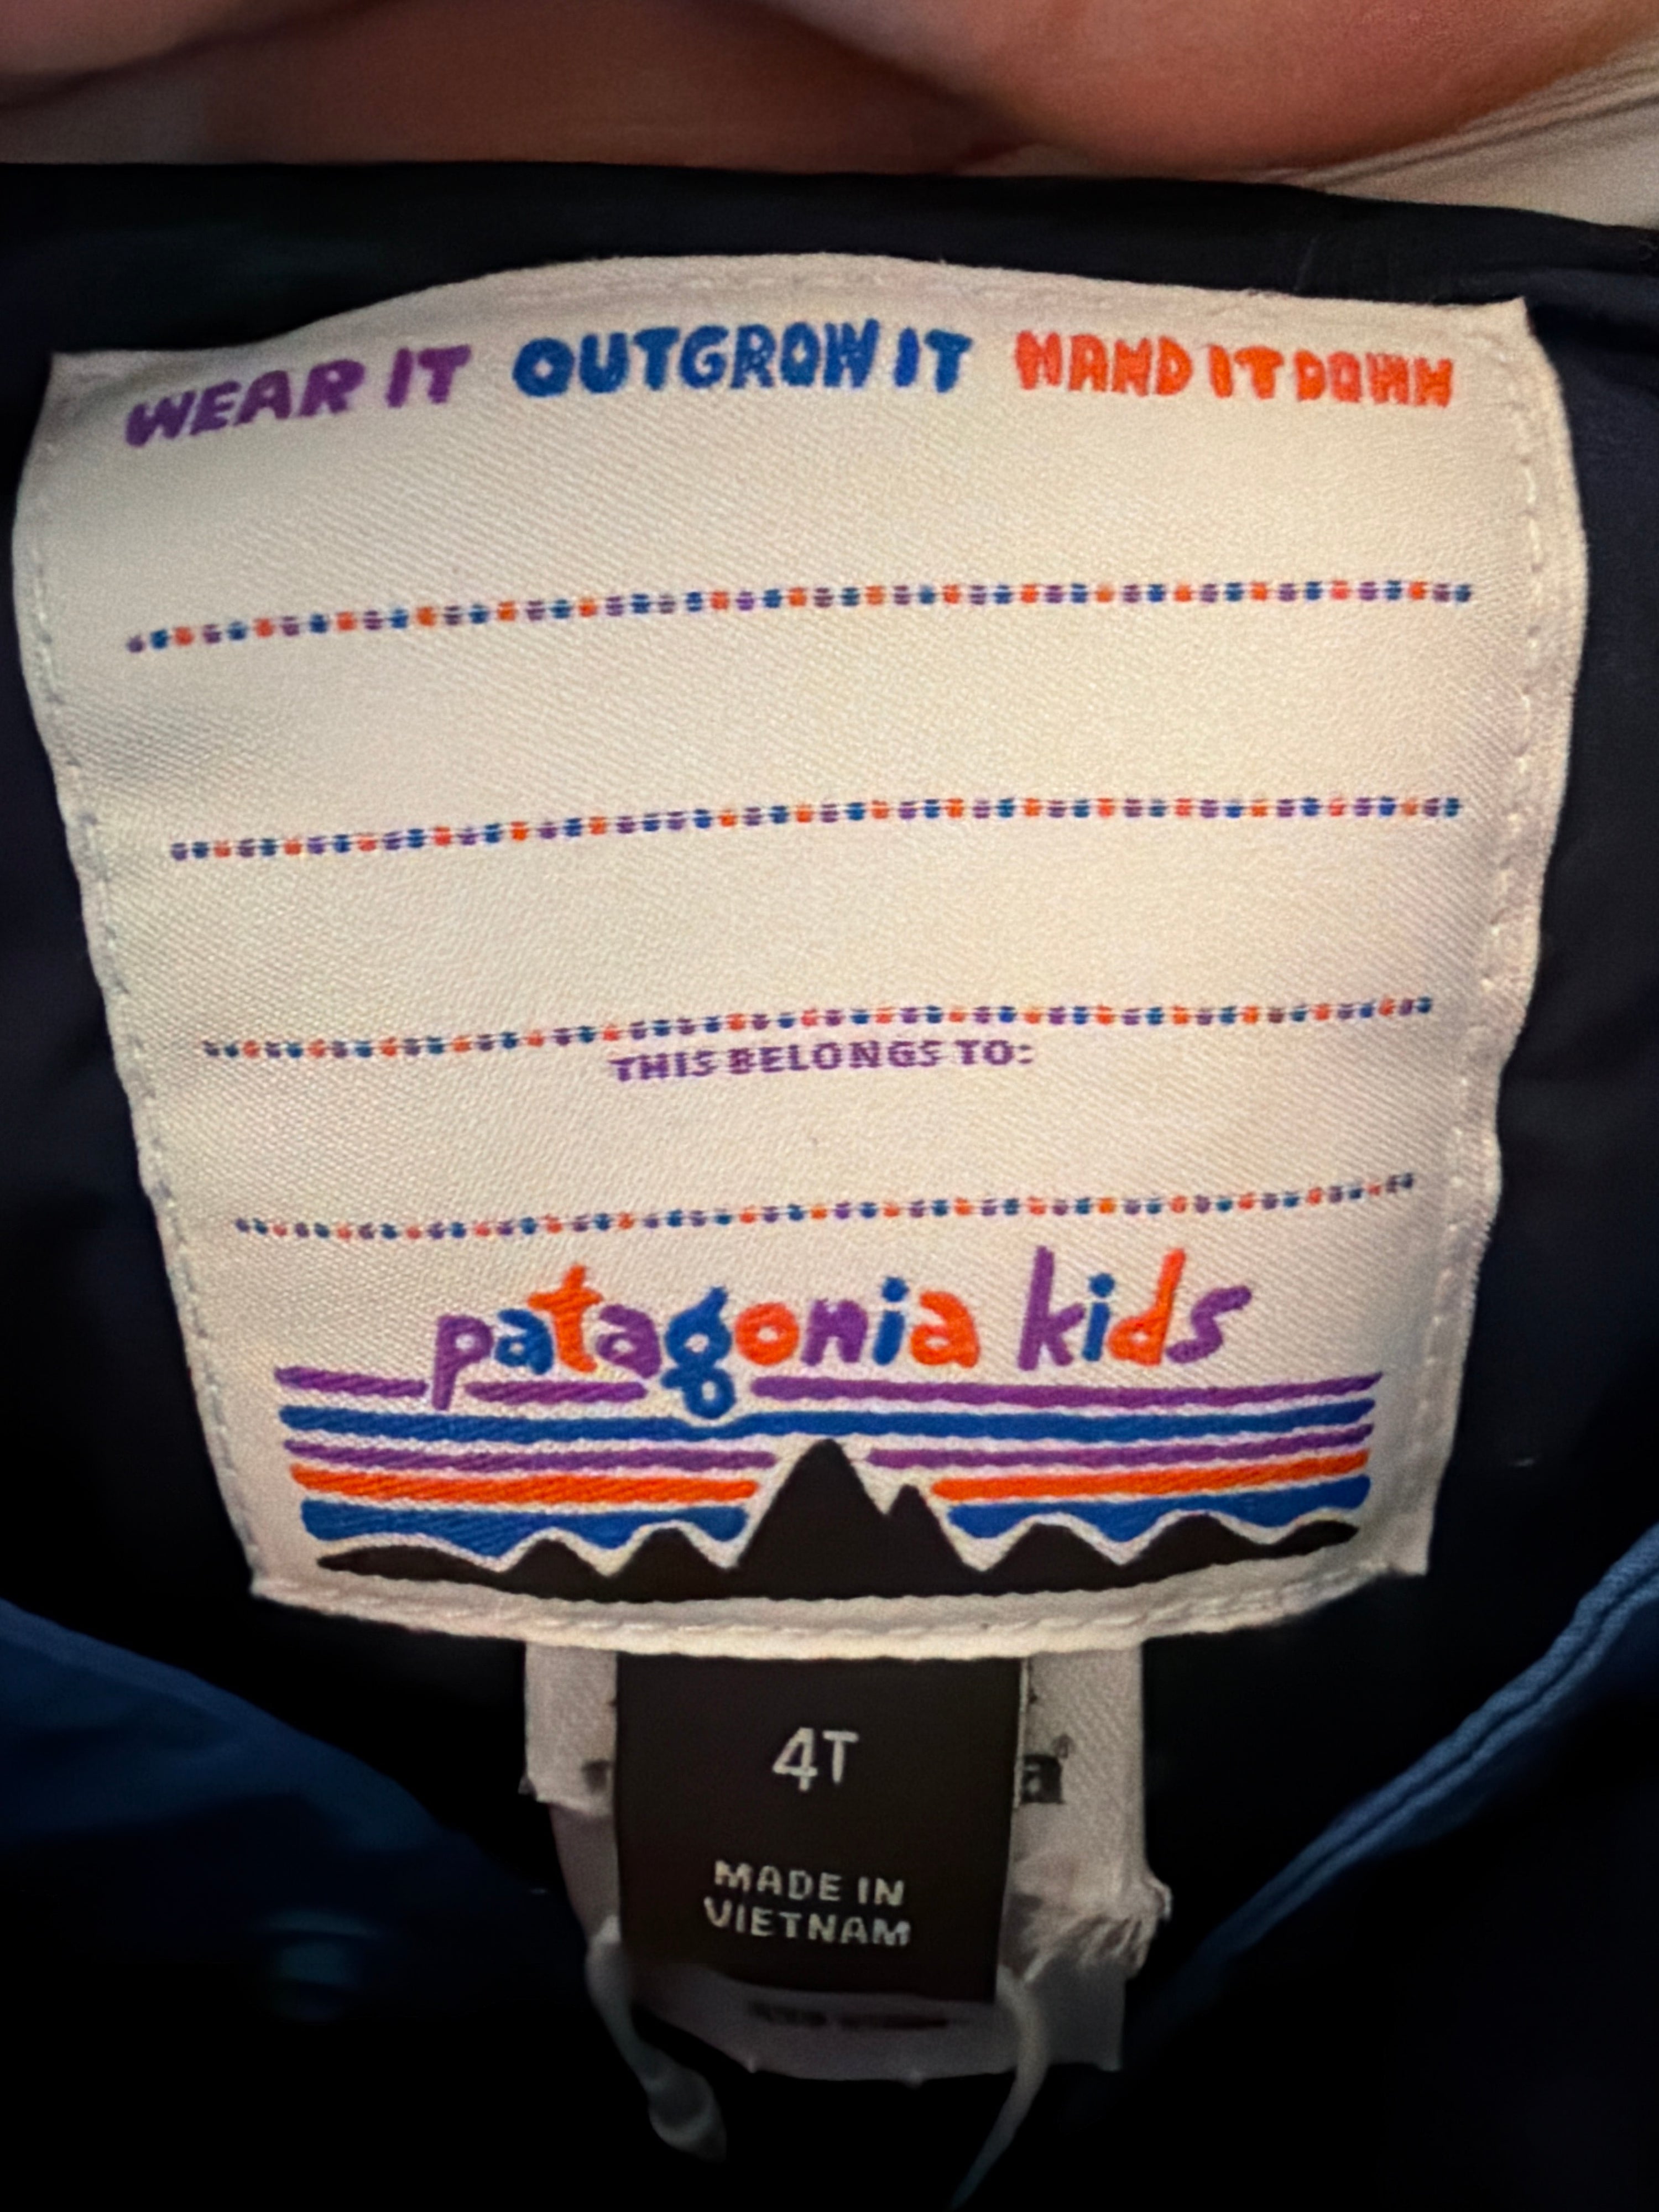 WEAR IT OUTGROW IT HAND IT DOWN
THIS BELONGS TO:
patagonia kids
4T
a®
MADE IN
VIETNAM